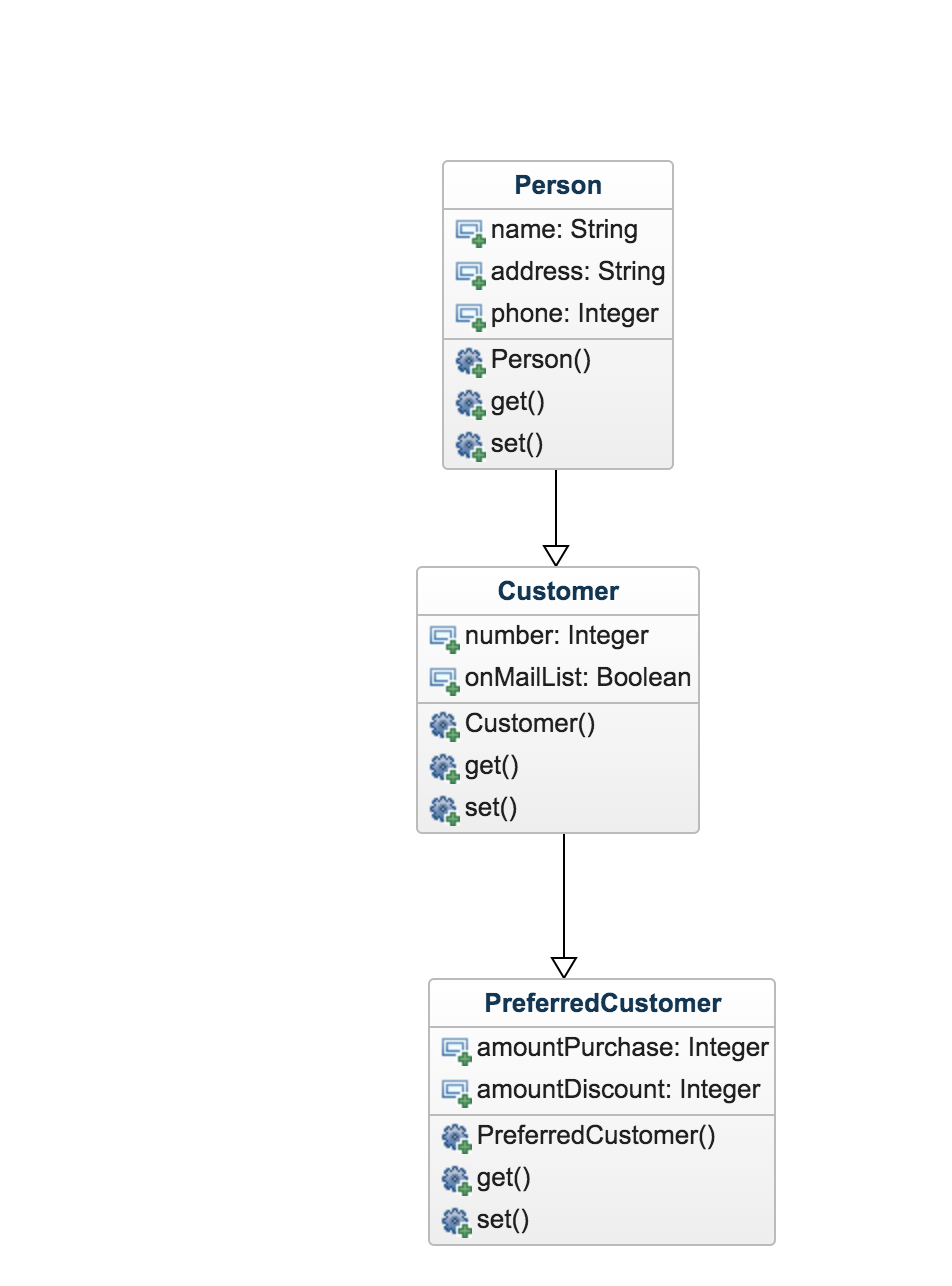 Person
name: String
address: String
phone: Integer
Person()
get()
set()
Customer
number: Integer
onMailList: Boolean
Customer()
get()
set()
PreferredCustomer
amountPurchase: Integer
amountDiscount: Integer
PreferredCustomer()
get()
set()